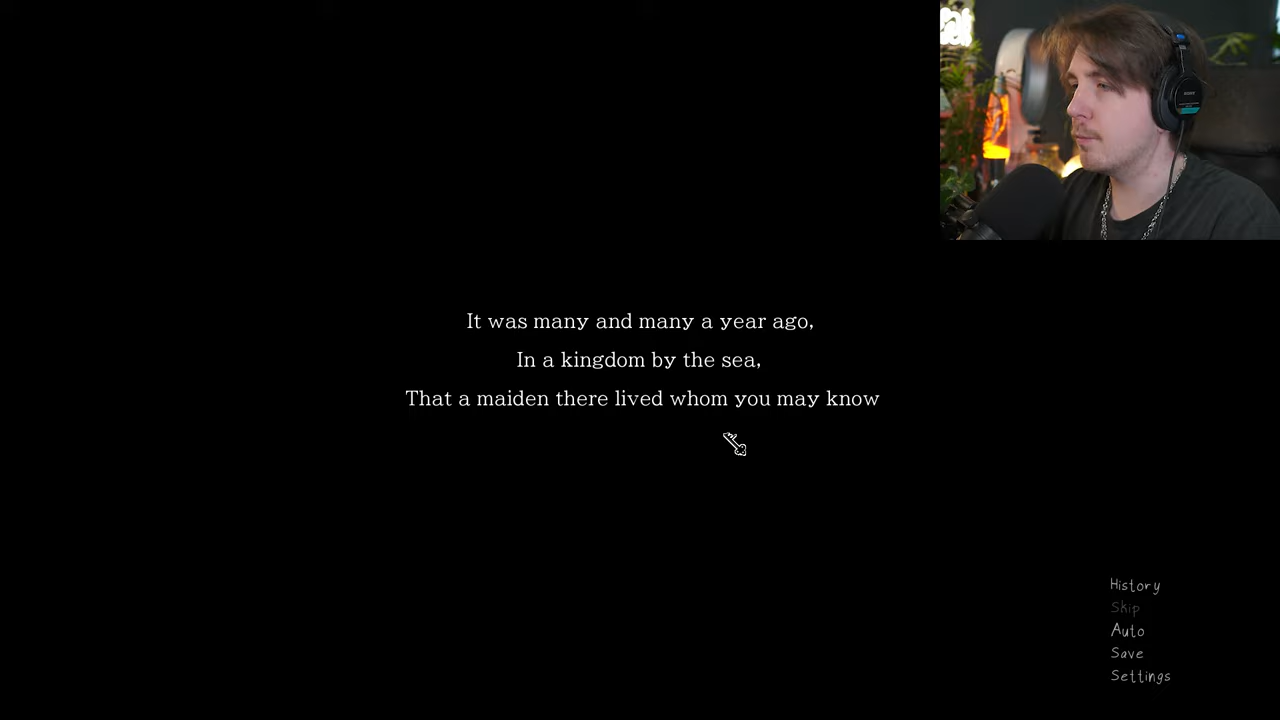 It was many and many a year ago,
In a kingdom by the sea,
That a maiden there lived whom you may know
History
Skip
Auto
Save
Settings